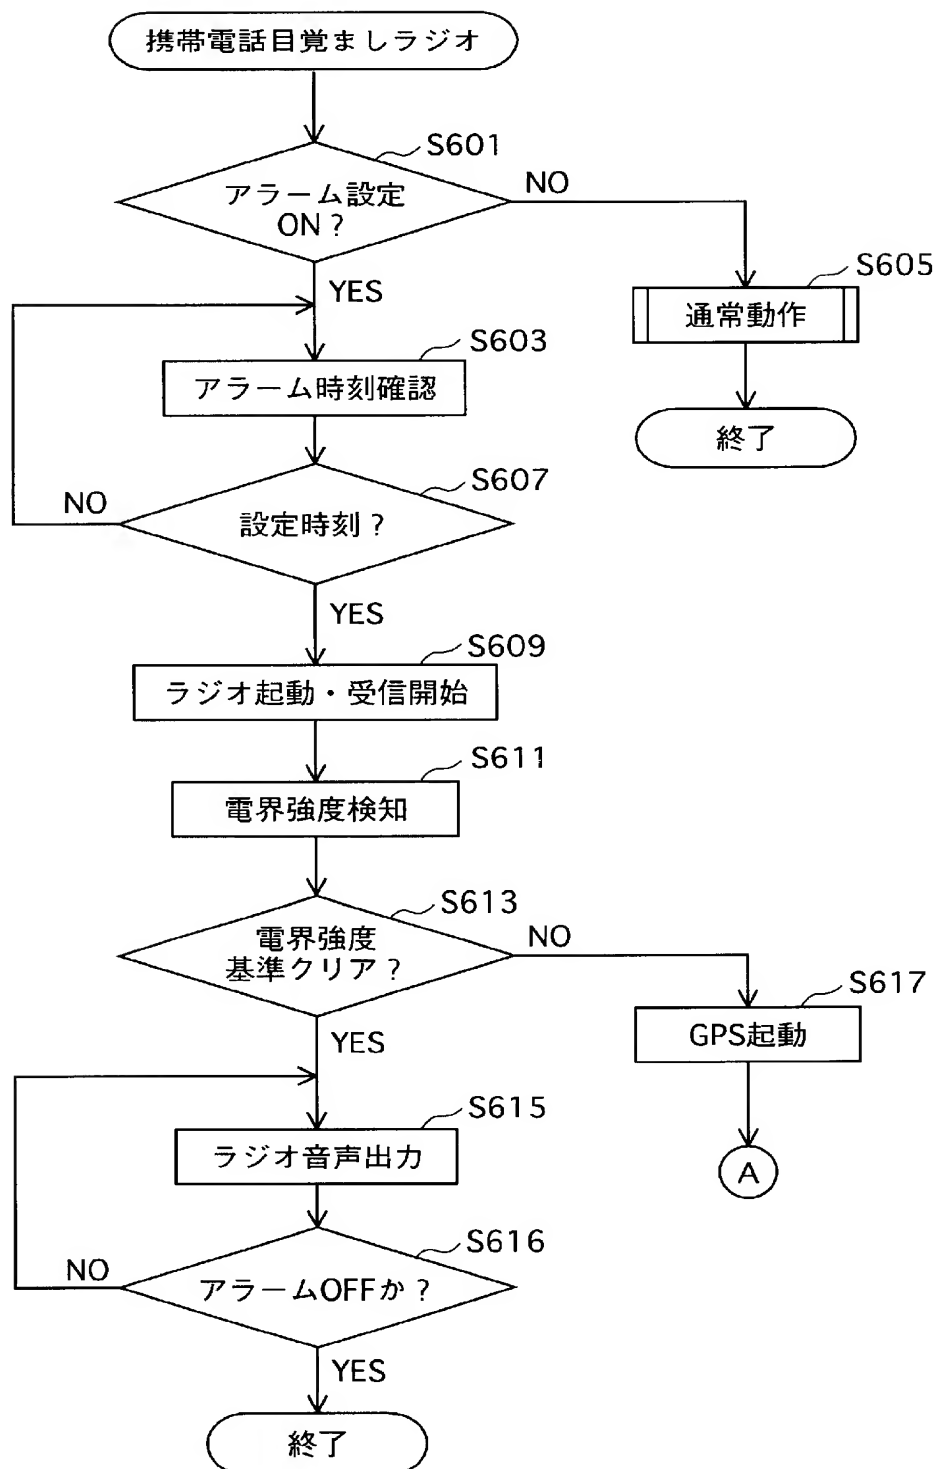 携帯電話目覚ましラジオ
S601
アラーム設定
ON？
NO
YES
S605
通常動作
終了
S603
アラーム時刻確認
S607
設定時刻？
NO
YES
S609
ラジオ起動・受信開始
S611
電界強度検知
S613
電界強度
基準クリア？
NO
YES
S617
GPS起動
A
S615
ラジオ音声出力
S616
アラームOFFか？
NO
YES
終了